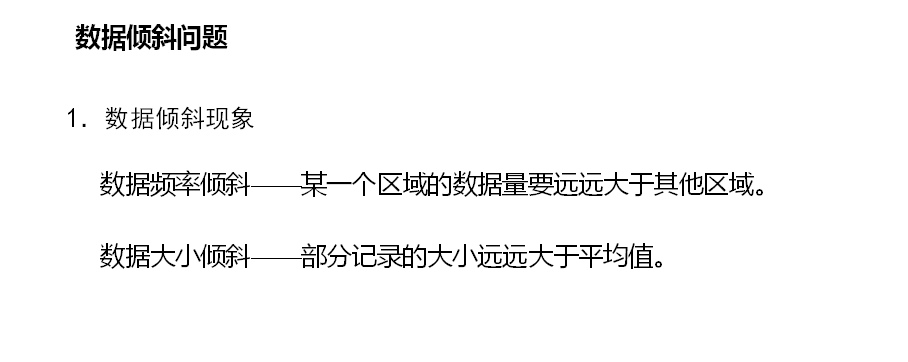 数据倾斜问题
1. 数据倾斜现象
数据频率倾斜——某一个区域的数据量要远远大于其他区域。
数据大小倾斜——部分记录的大小远远大于平均值。